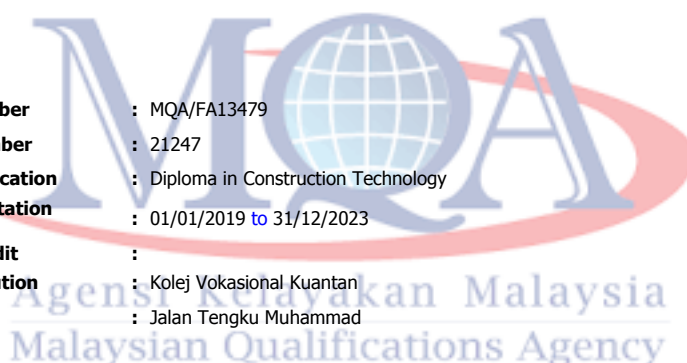 MQA
ber : MQA/FA13479
ber : 21247
cation : Diploma in Construction Technology
tation : 01/01/2019 to 31/12/2023
dit :
ution : Kolej Vokasional Kuantan
: Jalan Tengku Muhammad
Agensi Kelayakan Malaysia
Malaysian Qualifications Agency